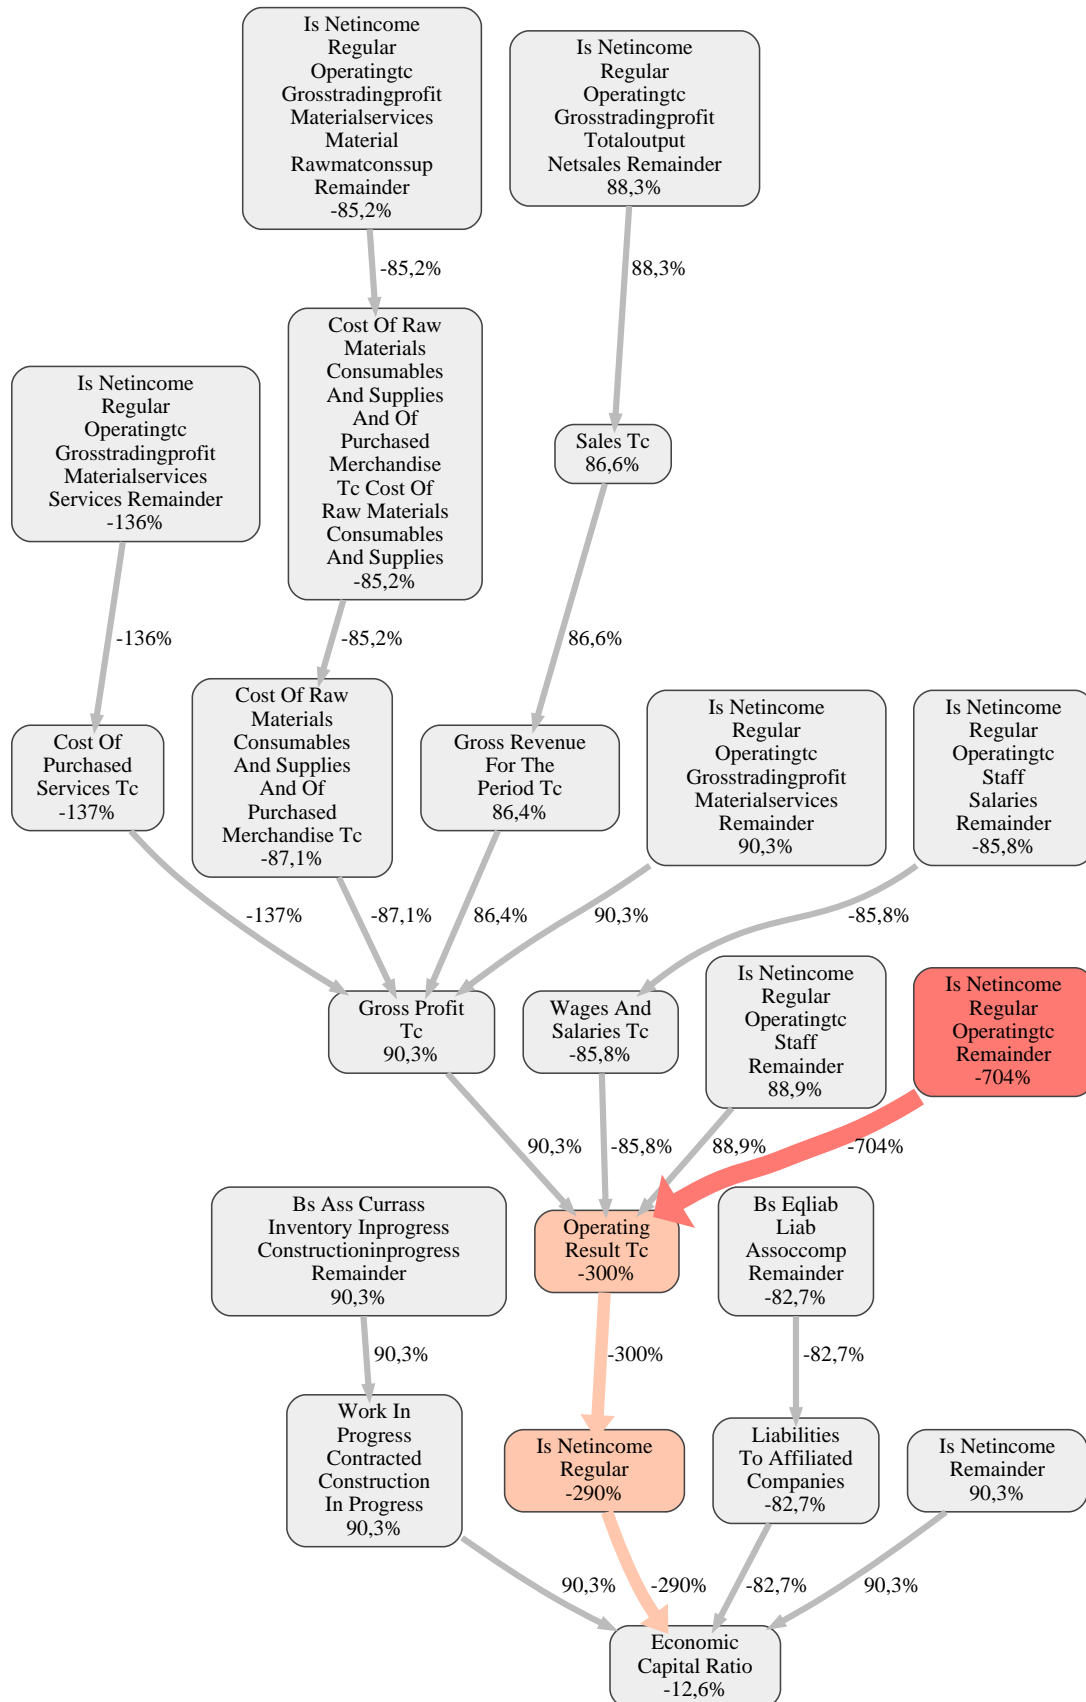 Is Netincome
Regular
Operatingtc
Grosstradingprofit
Materialservices
Material
Rawmatconssup
Remainder
-85,2%
Is Netincome
Regular
Operatingtc
Grosstradingprofit
Totaloutput
Netsales Remainder
88,3%
-85,2%
88,3%
Cost Of Raw
Materials
Consumables
And Supplies
And Of
Purchased
Merchandise
Tc Cost Of
Raw Materials
Consumables
And Supplies
-85,2%
Is Netincome
Regular
Operatingtc
Grosstradingprofit
Materialservices
Services Remainder
-136%
Sales Tc
86,6%
-136%
-85,2%
86,6%
Cost Of
Purchased
Services Tc
-137%
Cost Of Raw
Materials
Consumables
And Supplies
And Of
Purchased
Merchandise Tc
-87,1%
Gross Revenue
For The
Period Tc
86,4%
Is Netincome
Regular
Operatingtc
Grosstradingprofit
Materialservices
Remainder
90,3%
Is Netincome
Regular
Operatingtc
Staff
Salaries
Remainder
-85,8%
-137%
-87,1%
86,4%
90,3%
-85,8%
Gross Profit
Tc
90,3%
Wages And
Salaries Tc
-85,8%
Is Netincome
Regular
Operatingtc
Staff
Remainder
88,9%
Is Netincome
Regular
Operatingtc
Remainder
-704%
90,3%
-85,8%
88,9%
-704%
Bs Ass Currass
Inventory Inprogress
Constructioninprogress
Remainder
90,3%
Operating
Result Tc
-300%
Bs Eqliab
Liab
Assoccomp
Remainder
-82,7%
90,3%
-300%
-82,7%
Work In
Progress
Contracted
Construction
In Progress
90,3%
Is Netincome
Regular
-290%
Liabilities
To Affiliated
Companies
-82,7%
Is Netincome
Remainder
90,3%
90,3%
-290%
-82,7%
90,3%
Economic
Capital Ratio
-12,6%